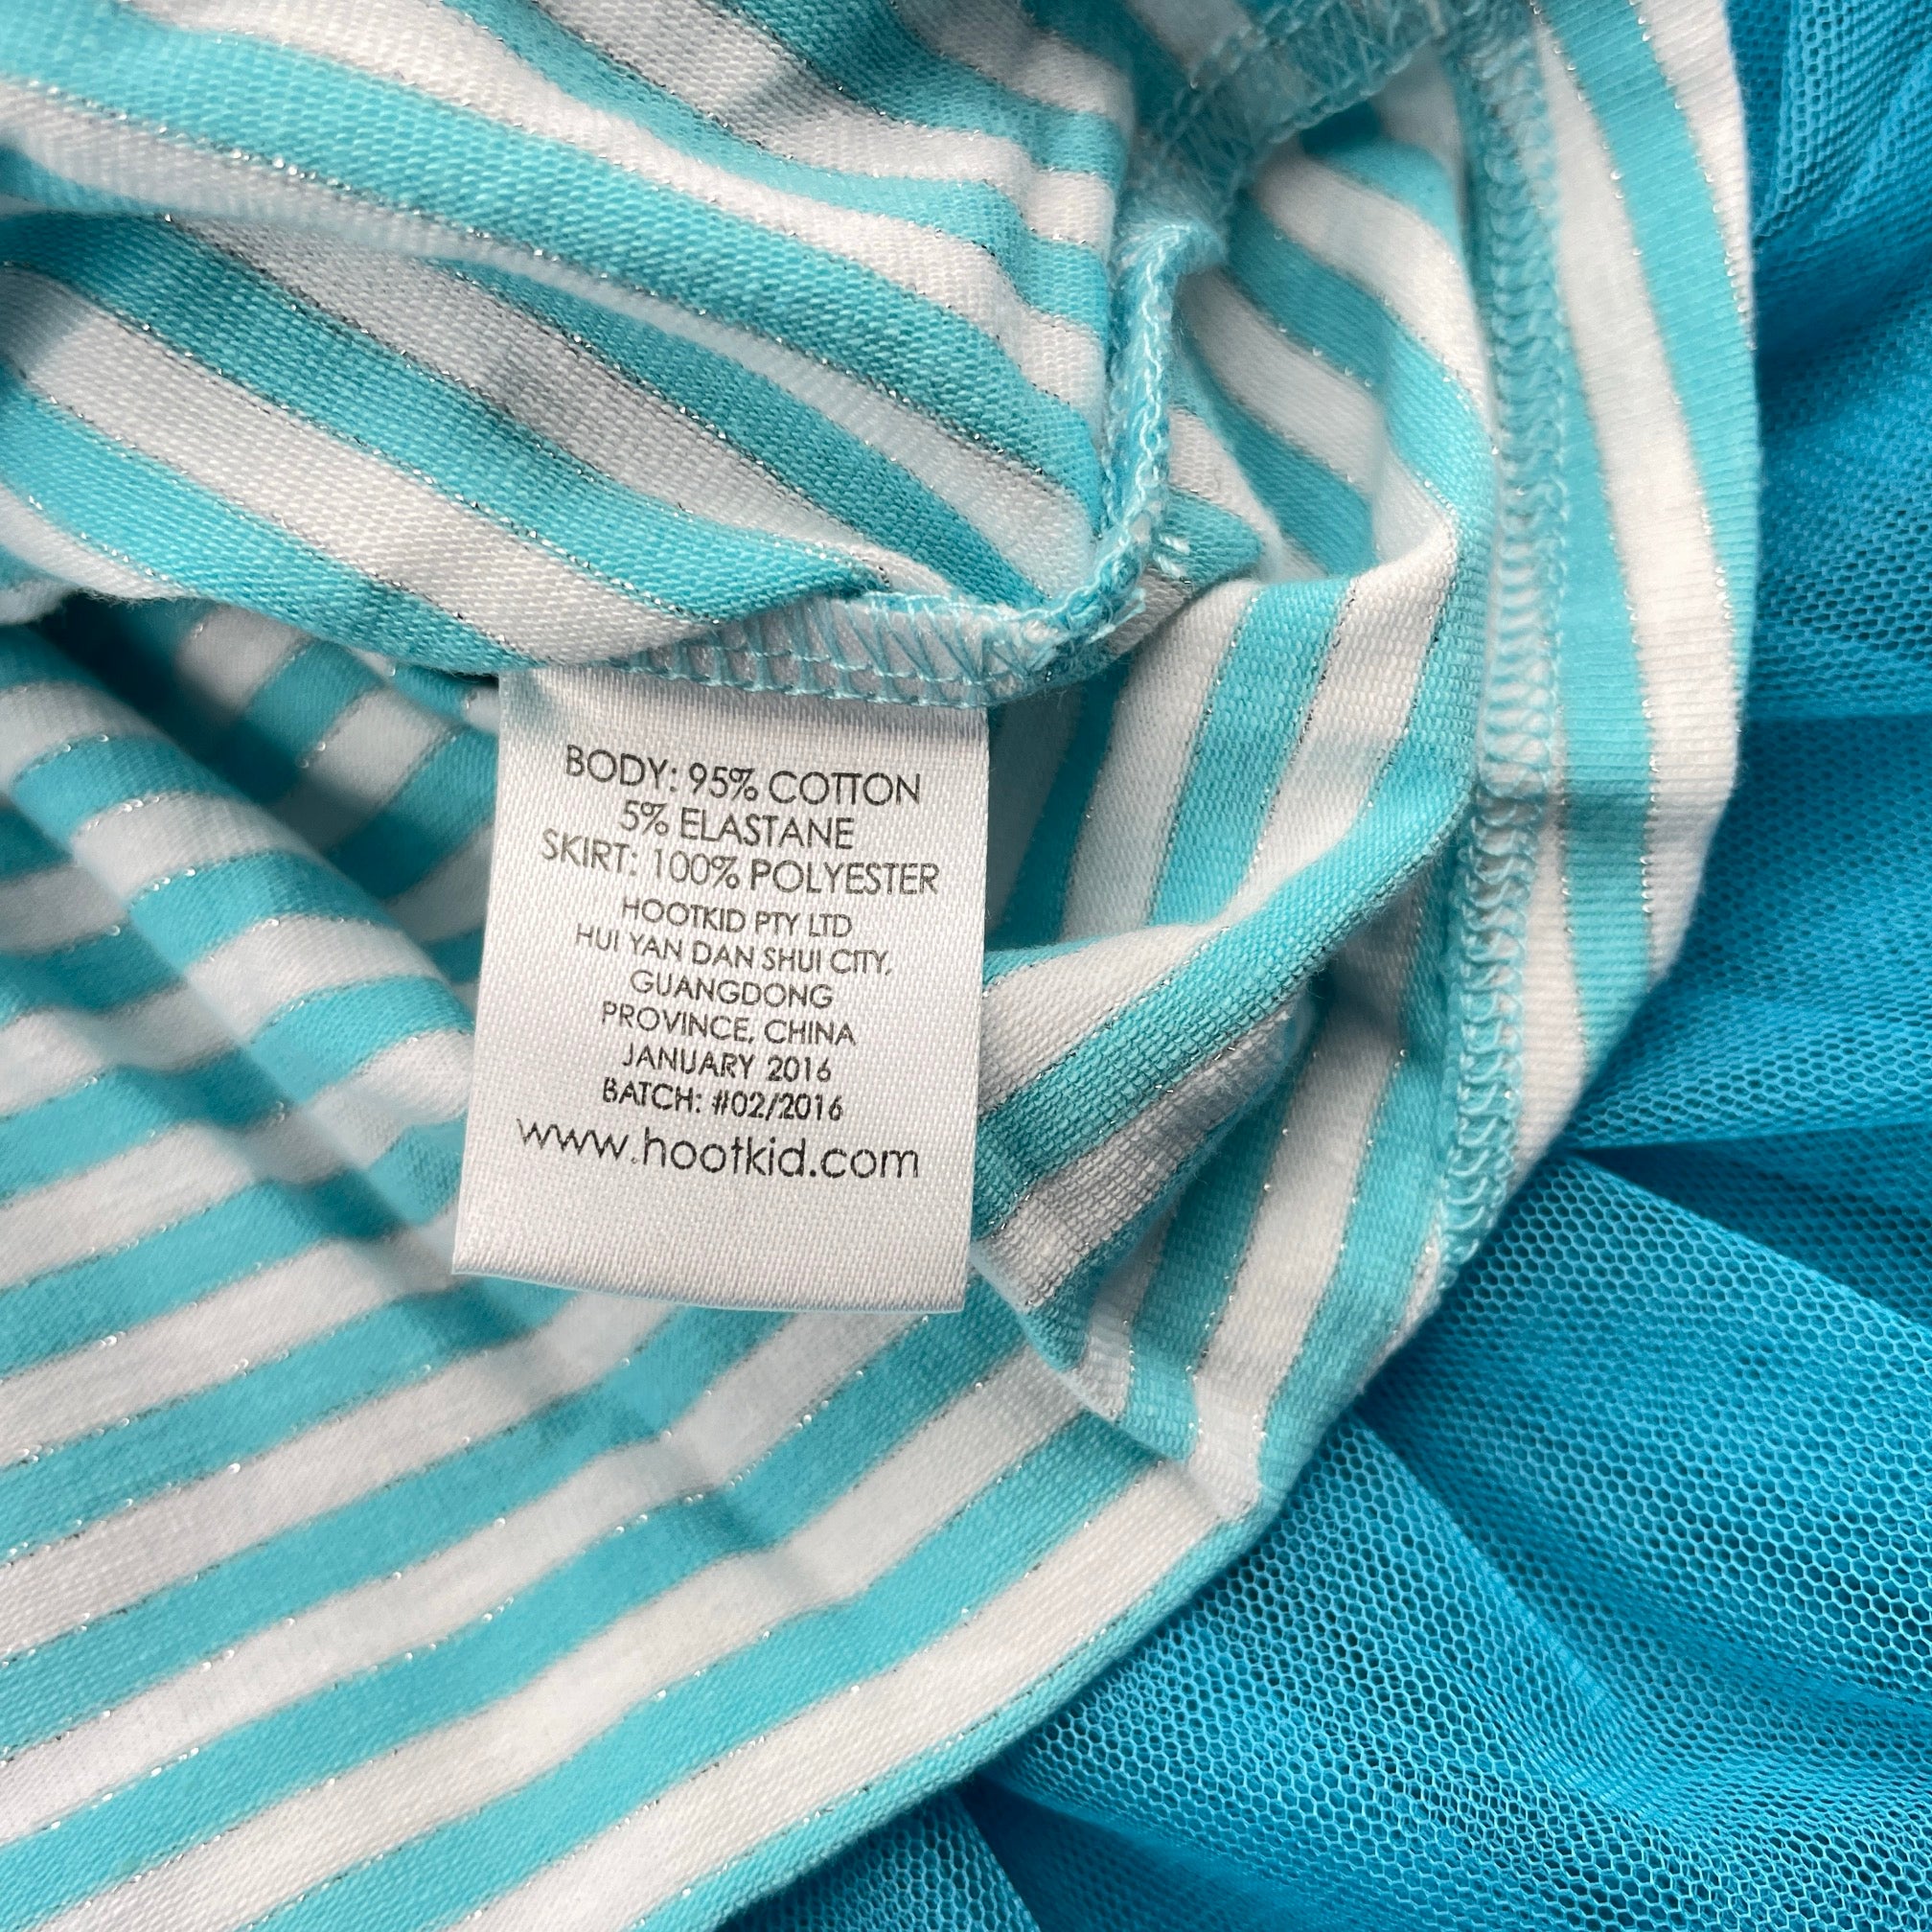 BODY: 95% COTTON
5% ELASTANE
SKIRT: 100% POLYESTER
HOOTKID PTY LTD
HUI YAN DAN SHUI CITY,
GUANGDONG
PROVINCE, CHINA
JANUARY 2016
BATCH: #02/2016
www.hootkid.com